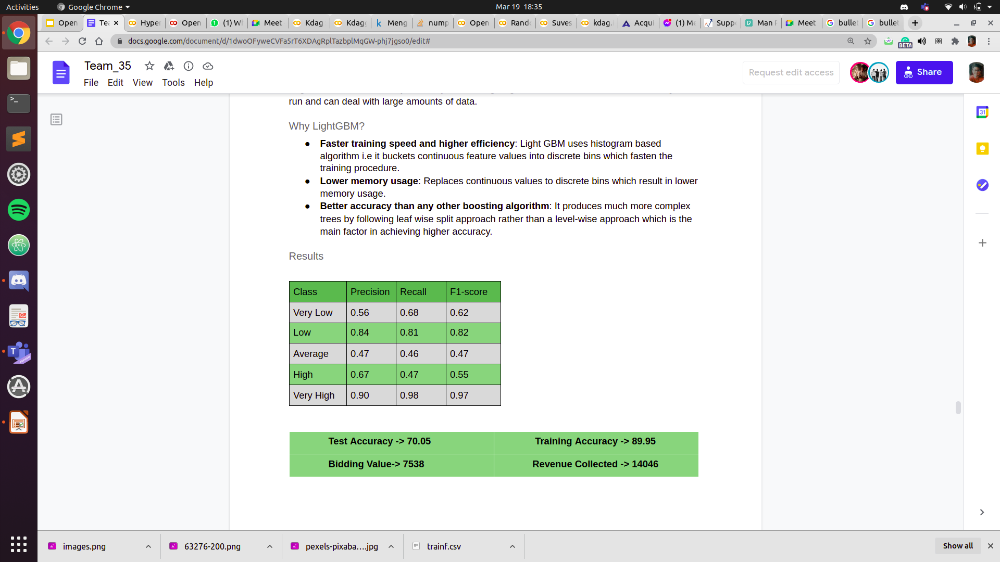 Activities Google Chrome Mar 19 18:35
Open Tea Hyper Open (1) Wh Meet Kdag Kdag Meng nump Open Rando Suves kdag. Acqui (1) Me Supp Man Meet bullet bullet
docs.google.com/document/d/1dwoOFyweCVFa5rT6XDAgRplTazbplMqGW-phj7jgso0/edit#
BETA
Team_35
File Edit View Tools Help
Request edit access
Share
31
run and can deal with large amounts of data.
Why LightGBM?
● Faster training speed and higher efficiency: Light GBM uses histogram based
algorithm i.e it buckets continuous feature values into discrete bins which fasten the
training procedure.
● Lower memory usage: Replaces continuous values to discrete bins which result in lower
memory usage.
● Better accuracy than any other boosting algorithm: It produces much more complex
trees by following leaf wise split approach rather than a level-wise approach which is the
main factor in achieving higher accuracy.
Results
Class Precision Recall F1-score
Very Low 0.56 0.68 0.62
Low 0.84 0.81 0.82
Average 0.47 0.46 0.47
High 0.67 0.47 0.55
Very High 0.90 0.98 0.97
Test Accuracy -> 70.05 Training Accuracy -> 89.95
Bidding Value-> 7538 Revenue Collected -> 14046
images.png 63276-200.png pexels-pixaba....jpg trainf.csv Show all